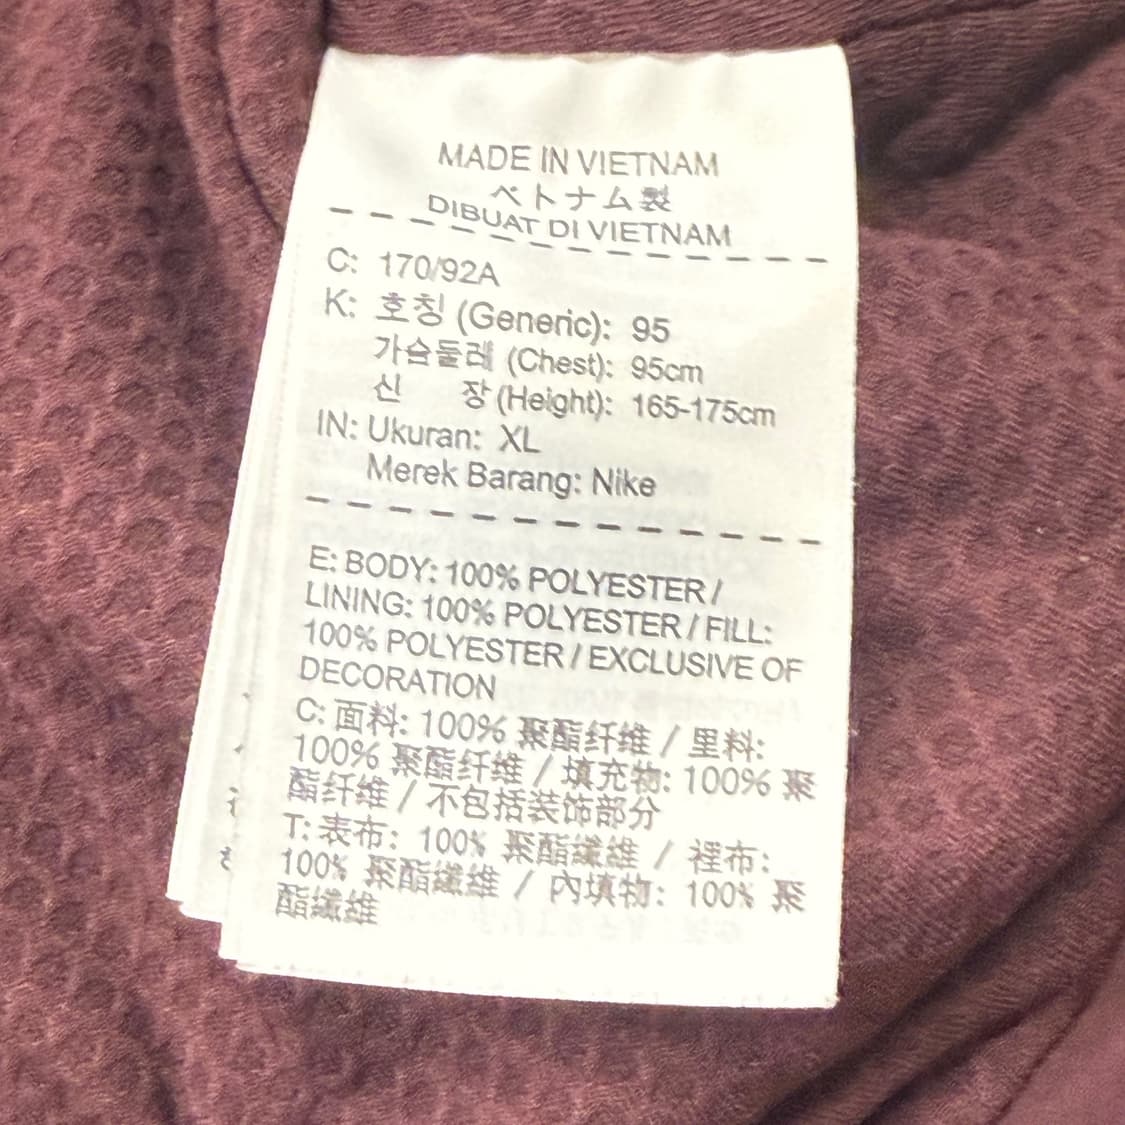 MADE IN VIETNAM
ベトナム製
DIBUAT DI VIETNAM
C: 170/92A
K: 호칭 (Generic): 95
가슴둘레 (Chest): 95cm
신 장 (Height): 165-175cm
IN: Ukuran: XL
Merek Barang: Nike
E: BODY: 100% POLYESTER /
LINING: 100% POLYESTER / FILL:
100% POLYESTER / EXCLUSIVE OF
DECORATION
C: 面料: 100% 聚酯纤维 / 里料:
100% 聚酯纤维 / 填充物: 100% 聚
酯纤维 / 不包括装饰部分
T: 表布: 100% 聚酯纖維 / 裡布:
100% 聚酯纖維 / 內填物: 100% 聚
酯纖維